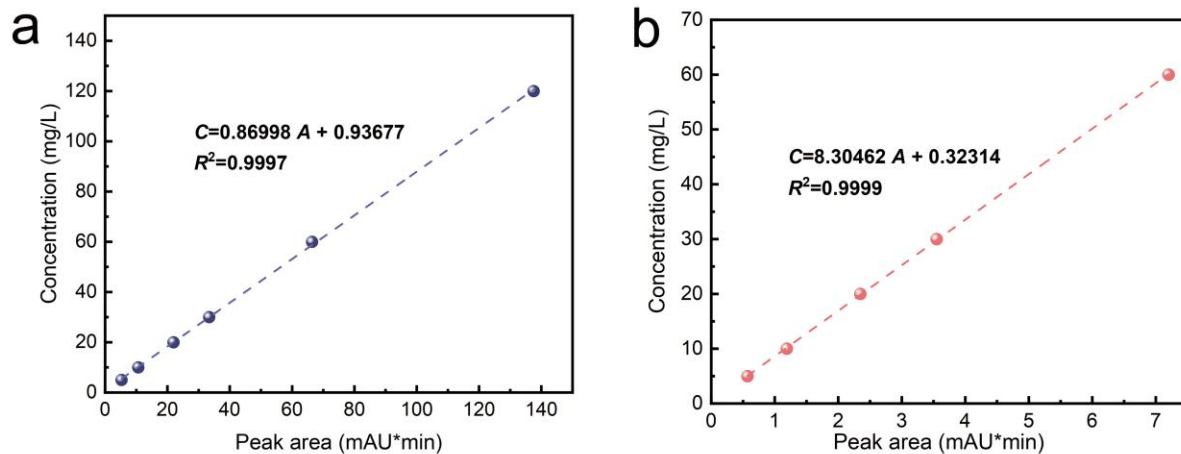 a
Concentration (mg/L)
140
120
100
80
60
40
20
0
C=0.86998 A + 0.93677
R²=0.9997
0 20 40 60 80 100 120 140
Peak area (mAU*min)
b
Concentration (mg/L)
70
60
50
40
30
20
10
0
C=8.30462 A + 0.32314
R²=0.9999
0 1 2 3 4 5 6 7
Peak area (mAU*min)